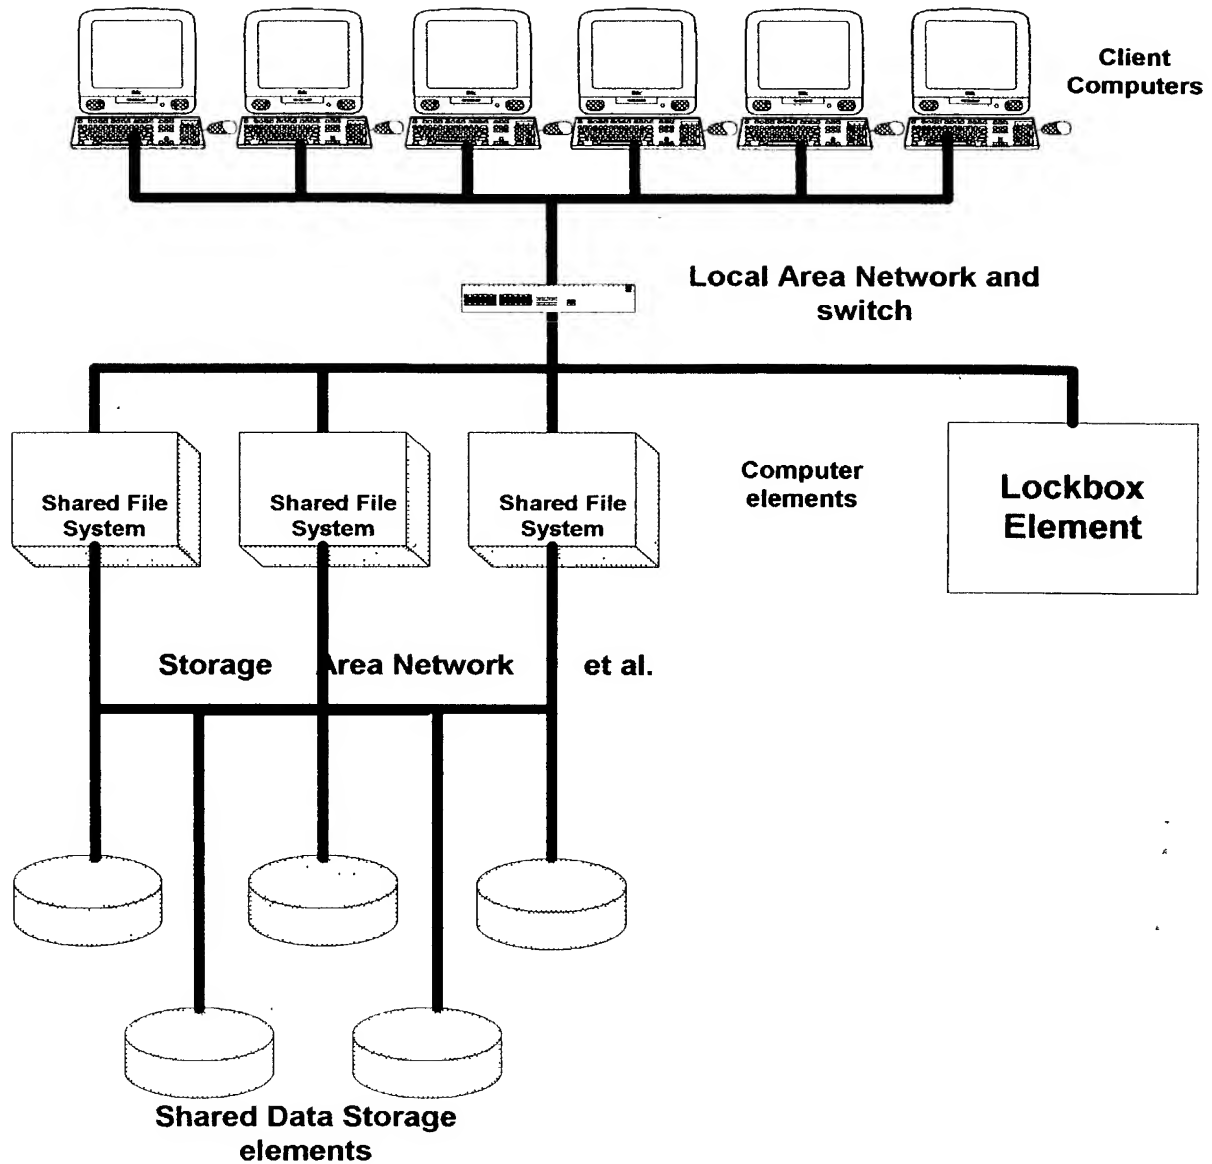 Client
Computers
Local Area Network and
switch
Shared File
System
Shared File
System
Shared File
System
Computer
elements
Lockbox
Element
Storage Area Network et al.
Shared Data Storage
elements